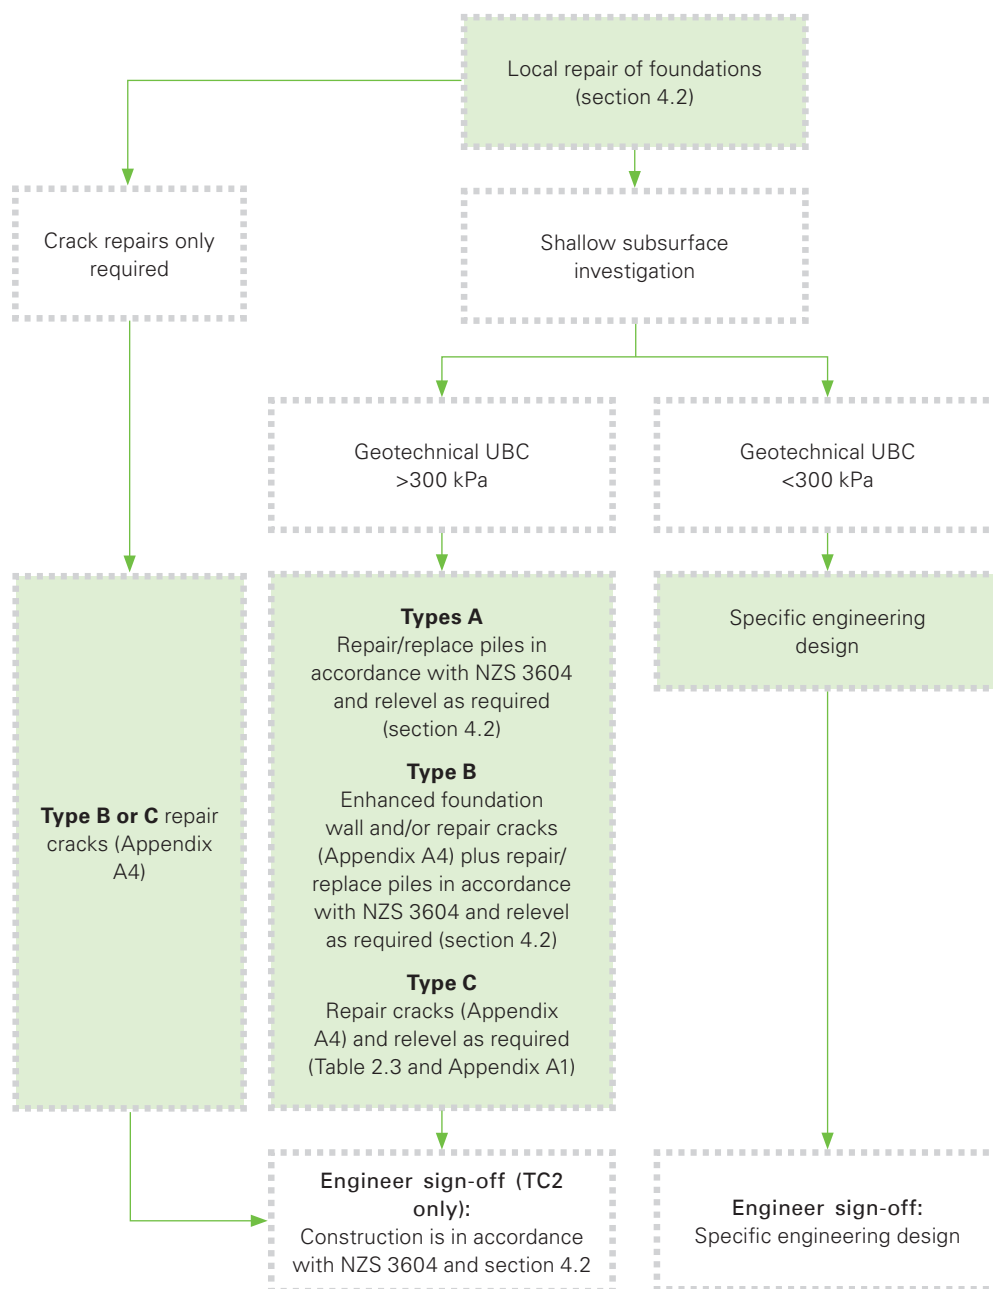 Local repair of foundations
(section 4.2)
Crack repairs only
required
Shallow subsurface
investigation
Geotechnical UBC
>300 kPa
Geotechnical UBC
<300 kPa
Type B or C repair
cracks (Appendix
A4)
Types A
Repair/replace piles in
accordance with NZS 3604
and relevel as required
(section 4.2)
Type B
Enhanced foundation
wall and/or repair cracks
(Appendix A4) plus repair/
replace piles in accordance
with NZS 3604 and relevel
as required (section 4.2)
Type C
Repair cracks (Appendix
A4) and relevel as required
(Table 2.3 and Appendix A1)
Specific engineering
design
Engineer sign-off (TC2
only):
Construction is in accordance
with NZS 3604 and section 4.2
Engineer sign-off:
Specific engineering design